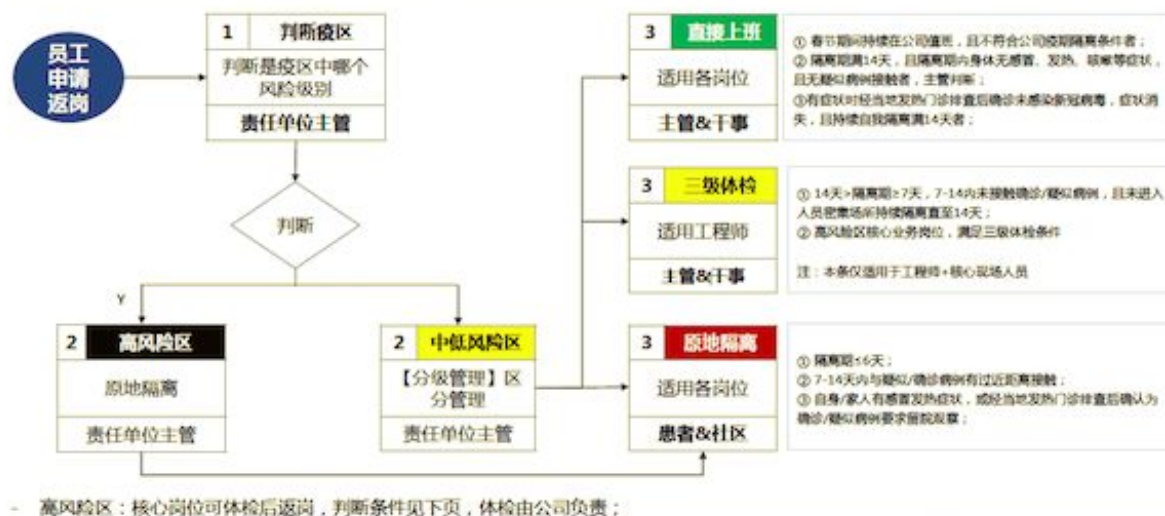 员工
申请
返岗
1 判断疫区
判断是疫区中哪个
风险级别
责任单位主管
判断
Y
2 高风险区
原地隔离
责任单位主管
2 中低风险区
【分级管理】区
分管理
责任单位主管
3 直接上班
适用各岗位
主管&干事
① 春节期间持续在公司值班，且不符合公司疫期隔离条件者；
② 隔离期满14天，且隔离期内身体无感冒、发热、咳嗽等症状，
且无疑似病例接触者，主管判断；
③有症状时经当地发热门诊排查后确诊未感染新冠病毒，症状消
失，且持续自我隔离满14天者；
3 三级体检
适用工程师
主管&干事
① 14天>隔离期≥7天，7-14内未接触确诊/疑似病例，且未进入
人员密集场所持续隔离直至14天；
② 高风险区核心业务岗位，满足三级体检条件
注：本条仅适用于工程师+核心现场人员
3 原地隔离
适用各岗位
患者&社区
① 隔离期≤6天；
② 7-14天内与疑似/确诊病例有过近距离接触；
③ 自身/家人有感冒发热症状，或经当地发热门诊排查后确认为
确诊/疑似病例要求留院观察；
- 高风险区：核心岗位可体检后返岗，判断条件见下页，体检由公司负责；